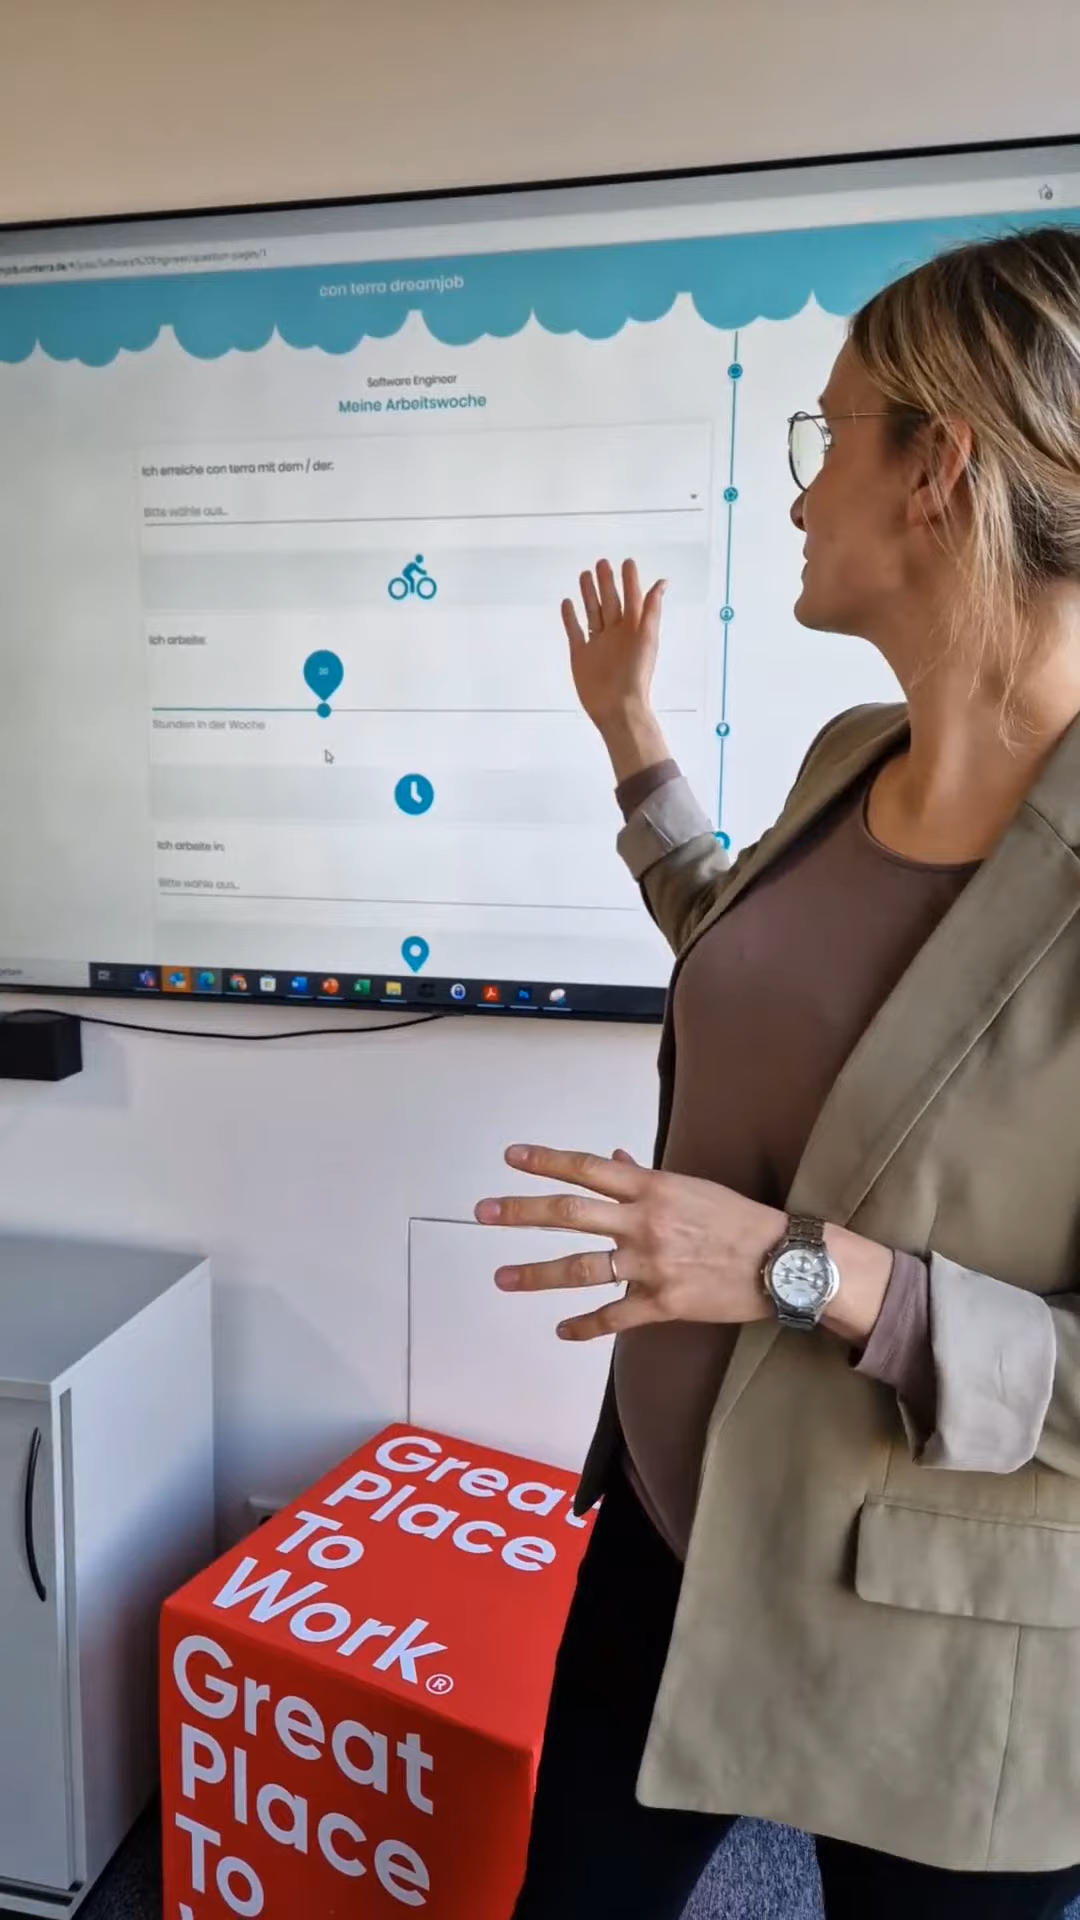 con terra dreamjob
Software Engineer
Meine Arbeitswoche
Ich erreiche con terra mit dem / der:
Bitte wähle aus...
Ich arbeite:
Stunden in der Woche
Ich arbeite in:
Bitte wähle aus...
Great
Place
To
Work®
Great
Place
To